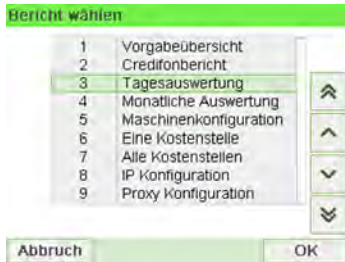 Bericht wählen
1 Vorgabeübersicht
2 Credifonbericht
3 Tagesauswertung
4 Monatliche Auswertung
5 Maschinenkonfiguration
6 Eine Kostenstelle
7 Alle Kostenstellen
8 IP Konfiguration
9 Proxy Konfiguration
Abbruch OK